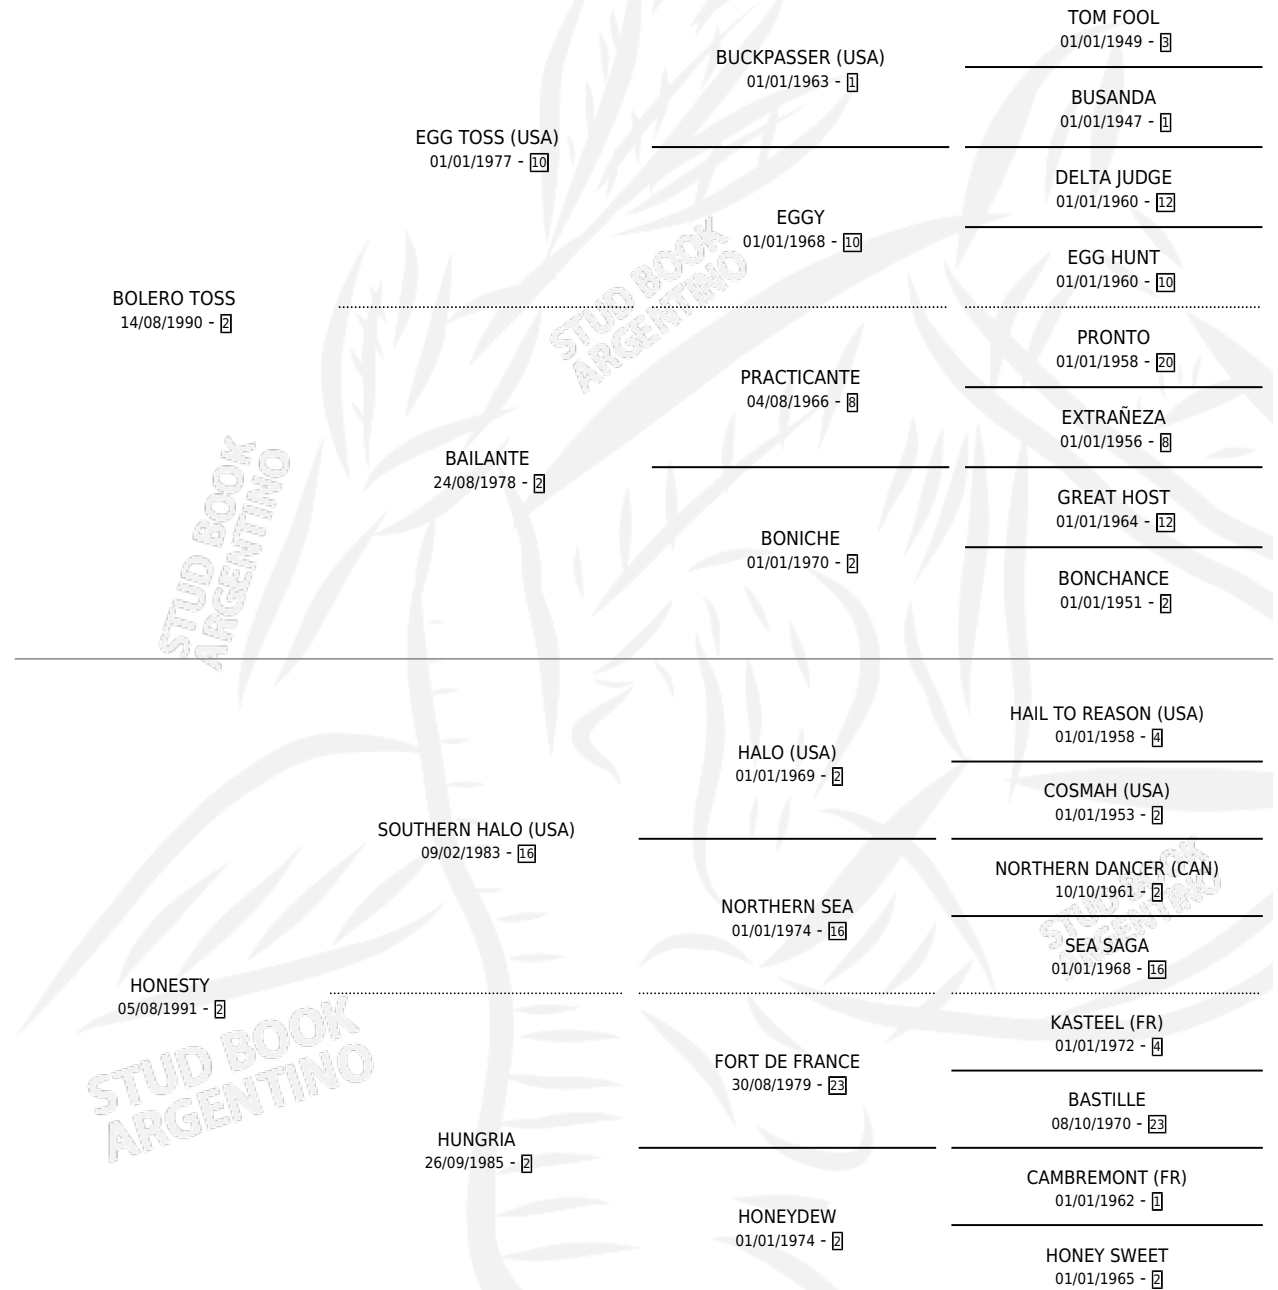 TOM FOOL
01/01/1949 - 3
BUCKPASSER (USA)
01/01/1963 - 1
BUSANDA
01/01/1947 - 1
EGG TOSS (USA)
01/01/1977 - 10
DELTA JUDGE
01/01/1960 - 12
EGGY
01/01/1968 - 10
EGG HUNT
01/01/1960 - 10
BOLERO TOSS
14/08/1990 - 2
STUD BOOK
ARGENTINO
PRONTO
01/01/1958 - 20
PRACTICANTE
04/08/1966 - 8
EXTRAÑEZA
01/01/1956 - 8
BAILANTE
24/08/1978 - 2
GREAT HOST
01/01/1964 - 12
BONICHE
01/01/1970 - 2
BONCHANCE
01/01/1951 - 2
STUD BOOK
ARGENTINO
HAIL TO REASON (USA)
01/01/1958 - 4
HALO (USA)
01/01/1969 - 2
COSMAH (USA)
01/01/1953 - 2
SOUTHERN HALO (USA)
09/02/1983 - 16
NORTHERN DANCER (CAN)
10/10/1961 - 2
NORTHERN SEA
01/01/1974 - 16
STUD BOOK
ARGENTINO
SEA SAGA
01/01/1968 - 16
HONESTY
05/08/1991 - 2
KASTEEL (FR)
01/01/1972 - 4
FORT DE FRANCE
30/08/1979 - 23
STUD BOOK
ARGENTINO
BASTILLE
08/10/1970 - 23
HUNGRIA
26/09/1985 - 2
CAMBREMONT (FR)
01/01/1962 - 1
HONEYDEW
01/01/1974 - 2
HONEY SWEET
01/01/1965 - 2